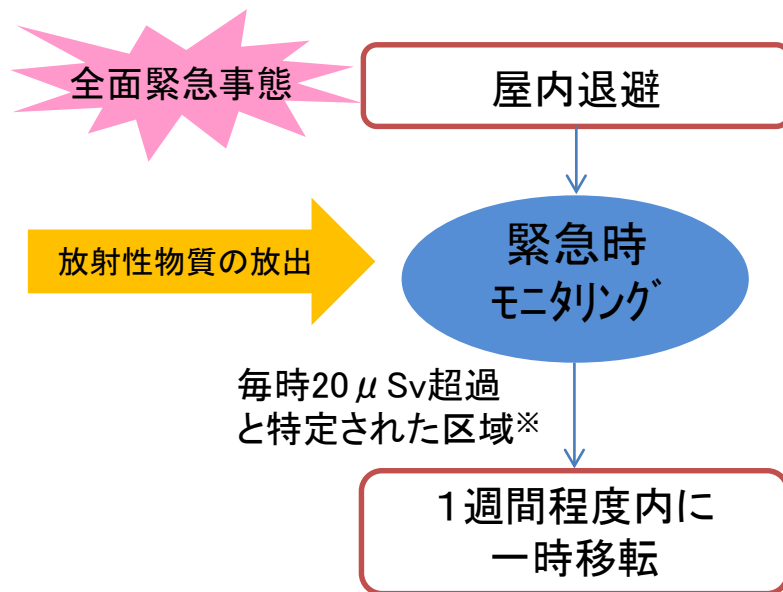 全面緊急事態
屋内退避
放射性物質の放出
緊急時
ﾓﾆﾀﾘﾝｸﾞ
毎時20μSv超過
と特定された区域※
1週間程度内に
一時移転